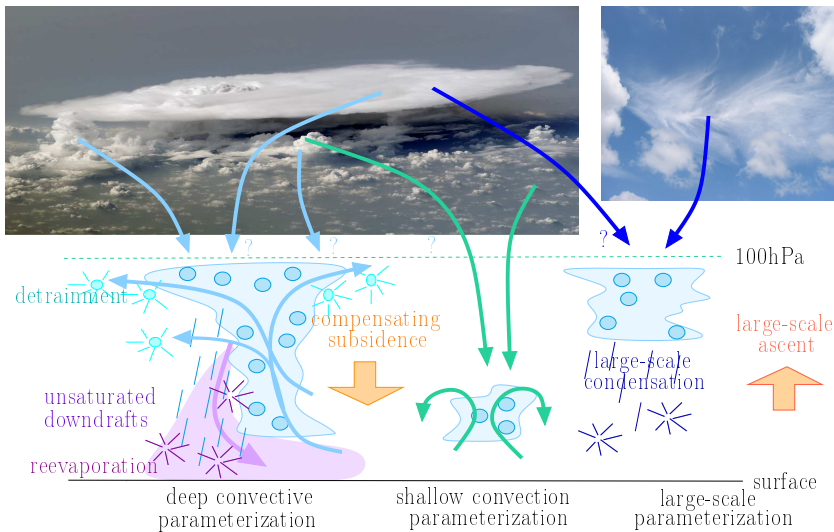 ? ? ? ?
100hPa
detrainment
compensating
subsidence
large-scale
ascent
large-scale
condensation
unsaturated
downdrafts
reevaporation
surface
deep convective
parameterization
shallow convection
parameterization
large-scale
parameterization